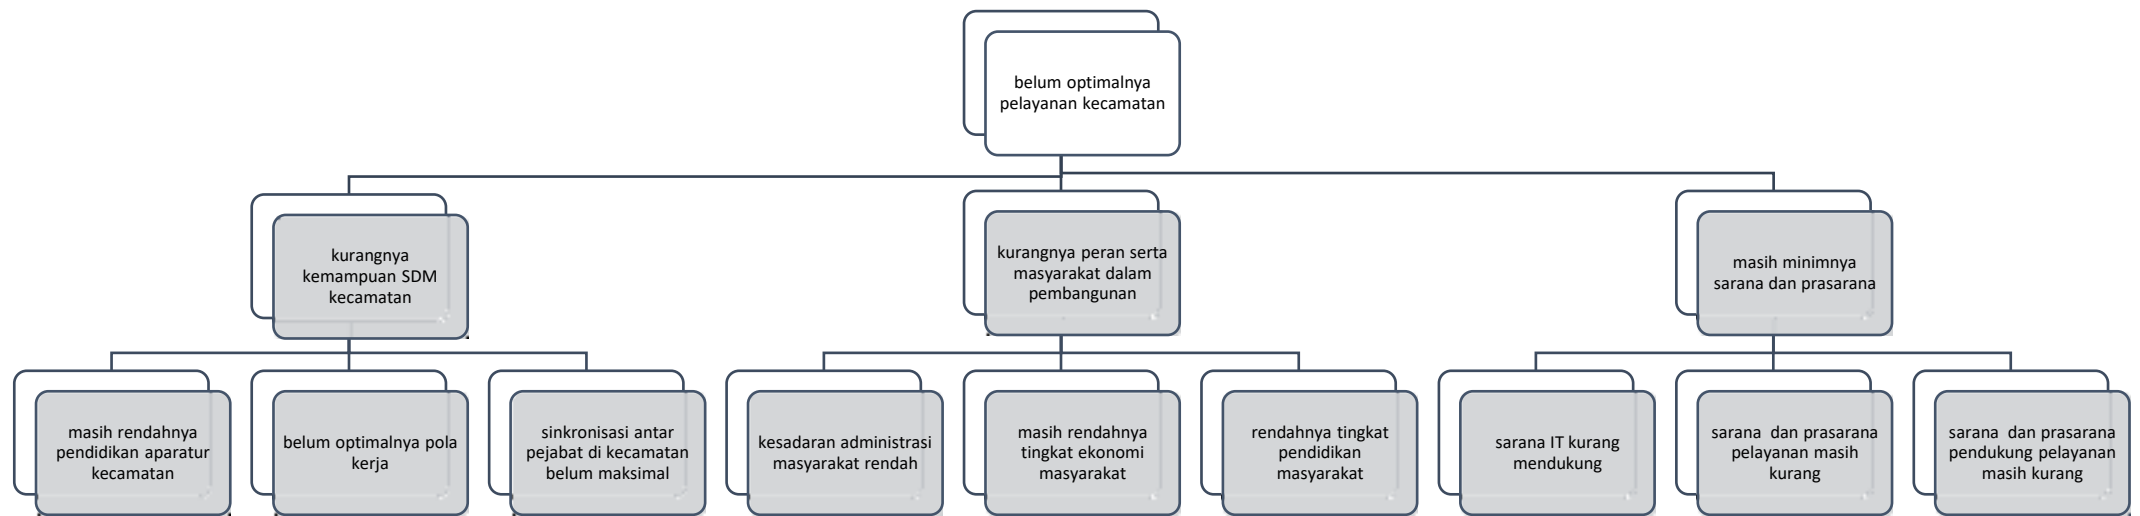 belum optimalnya
pelayanan kecamatan
kurangnya
kemampuan SDM
kecamatan
kurangnya peran serta
masyarakat dalam
pembangunan
masih minimnya
sarana dan prasarana
masih rendahnya
pendidikan aparatur
kecamatan
belum optimalnya pola
kerja
sinkronisasi antar
pejabat di kecamatan
belum maksimal
kesadaran administrasi
masyarakat rendah
masih rendahnya
tingkat ekonomi
masyarakat
rendahnya tingkat
pendidikan
masyarakat
sarana IT kurang
mendukung
sarana dan prasarana
pelayanan masih
kurang
sarana dan prasarana
pendukung pelayanan
masih kurang